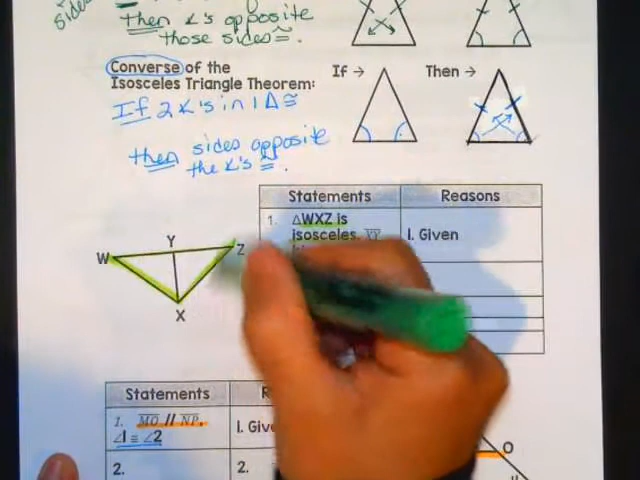 sides
Then ∠'s opposite
those sides ≅.
Converse of the
Isosceles Triangle Theorem:
If → Then →
If 2 ∠'s in 1 △ ≅
then sides opposite
the ∠'s ≅.
Statements Reasons
1. △WXZ is
isosceles. XY
1. Given
W Y Z
X
Statements
1. MO // NP.
∠1 ≅ ∠2
1. Give
2. 2.
O